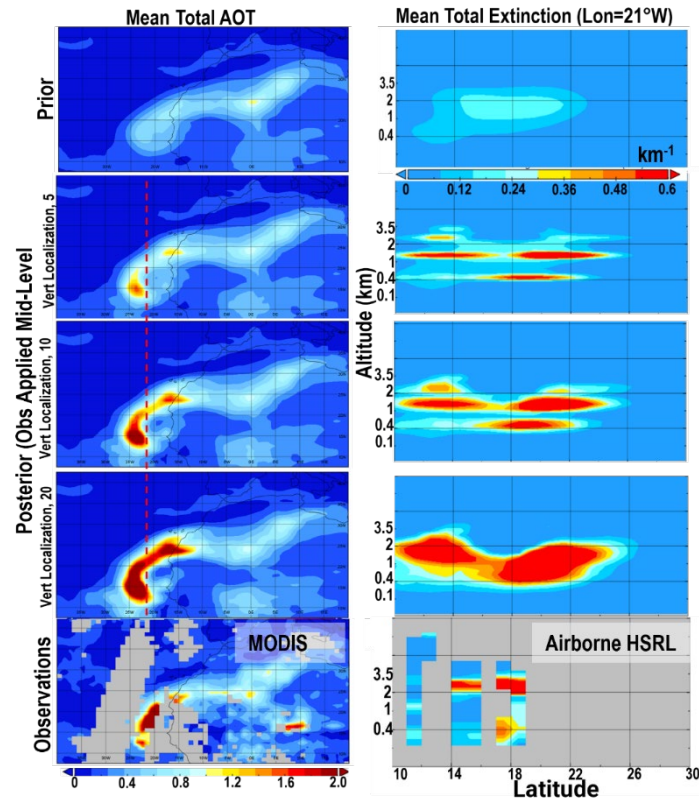 Mean Total AOT
Mean Total Extinction (Lon=21°W)
Prior
3.5
2
1
0.4
km-1
0 0.12 0.24 0.36 0.48 0.6
Posterior (Obs Applied Mid-Level
Vert Localization, 5
Vert Localization, 10
Vert Localization, 20
Altitude (km)
3.5
2
1
0.4
0.1
3.5
2
1
0.4
0.1
3.5
2
1
0.4
0.1
Observations
MODIS
Airborne HSRL
3.5
2
0.4
0 0.4 0.8 1.2 1.6 2.0
10 14 18 22 26 30
Latitude